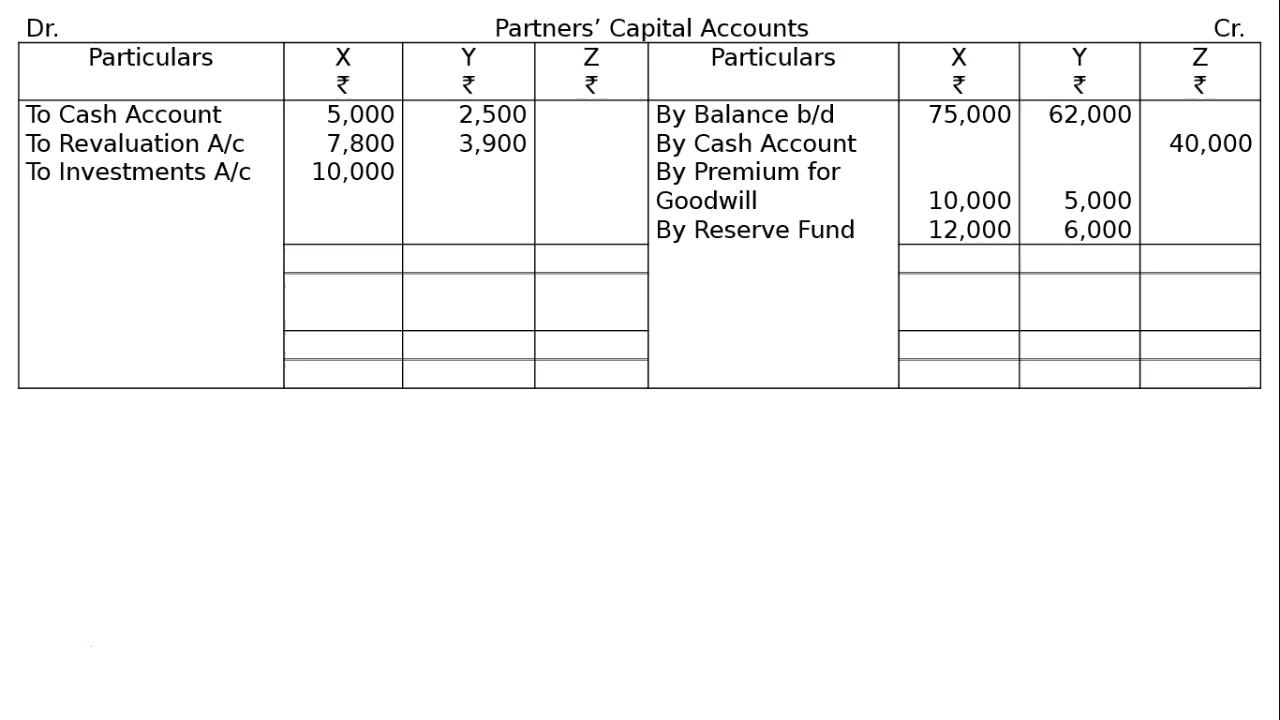 Dr. Partners’ Capital Accounts Cr.
Particulars X Y Z Particulars X Y Z
₹ ₹ ₹ ₹ ₹ ₹
To Cash Account 5,000 2,500 By Balance b/d 75,000 62,000
To Revaluation A/c 7,800 3,900 By Cash Account 40,000
To Investments A/c 10,000 By Premium for
Goodwill 10,000 5,000
By Reserve Fund 12,000 6,000